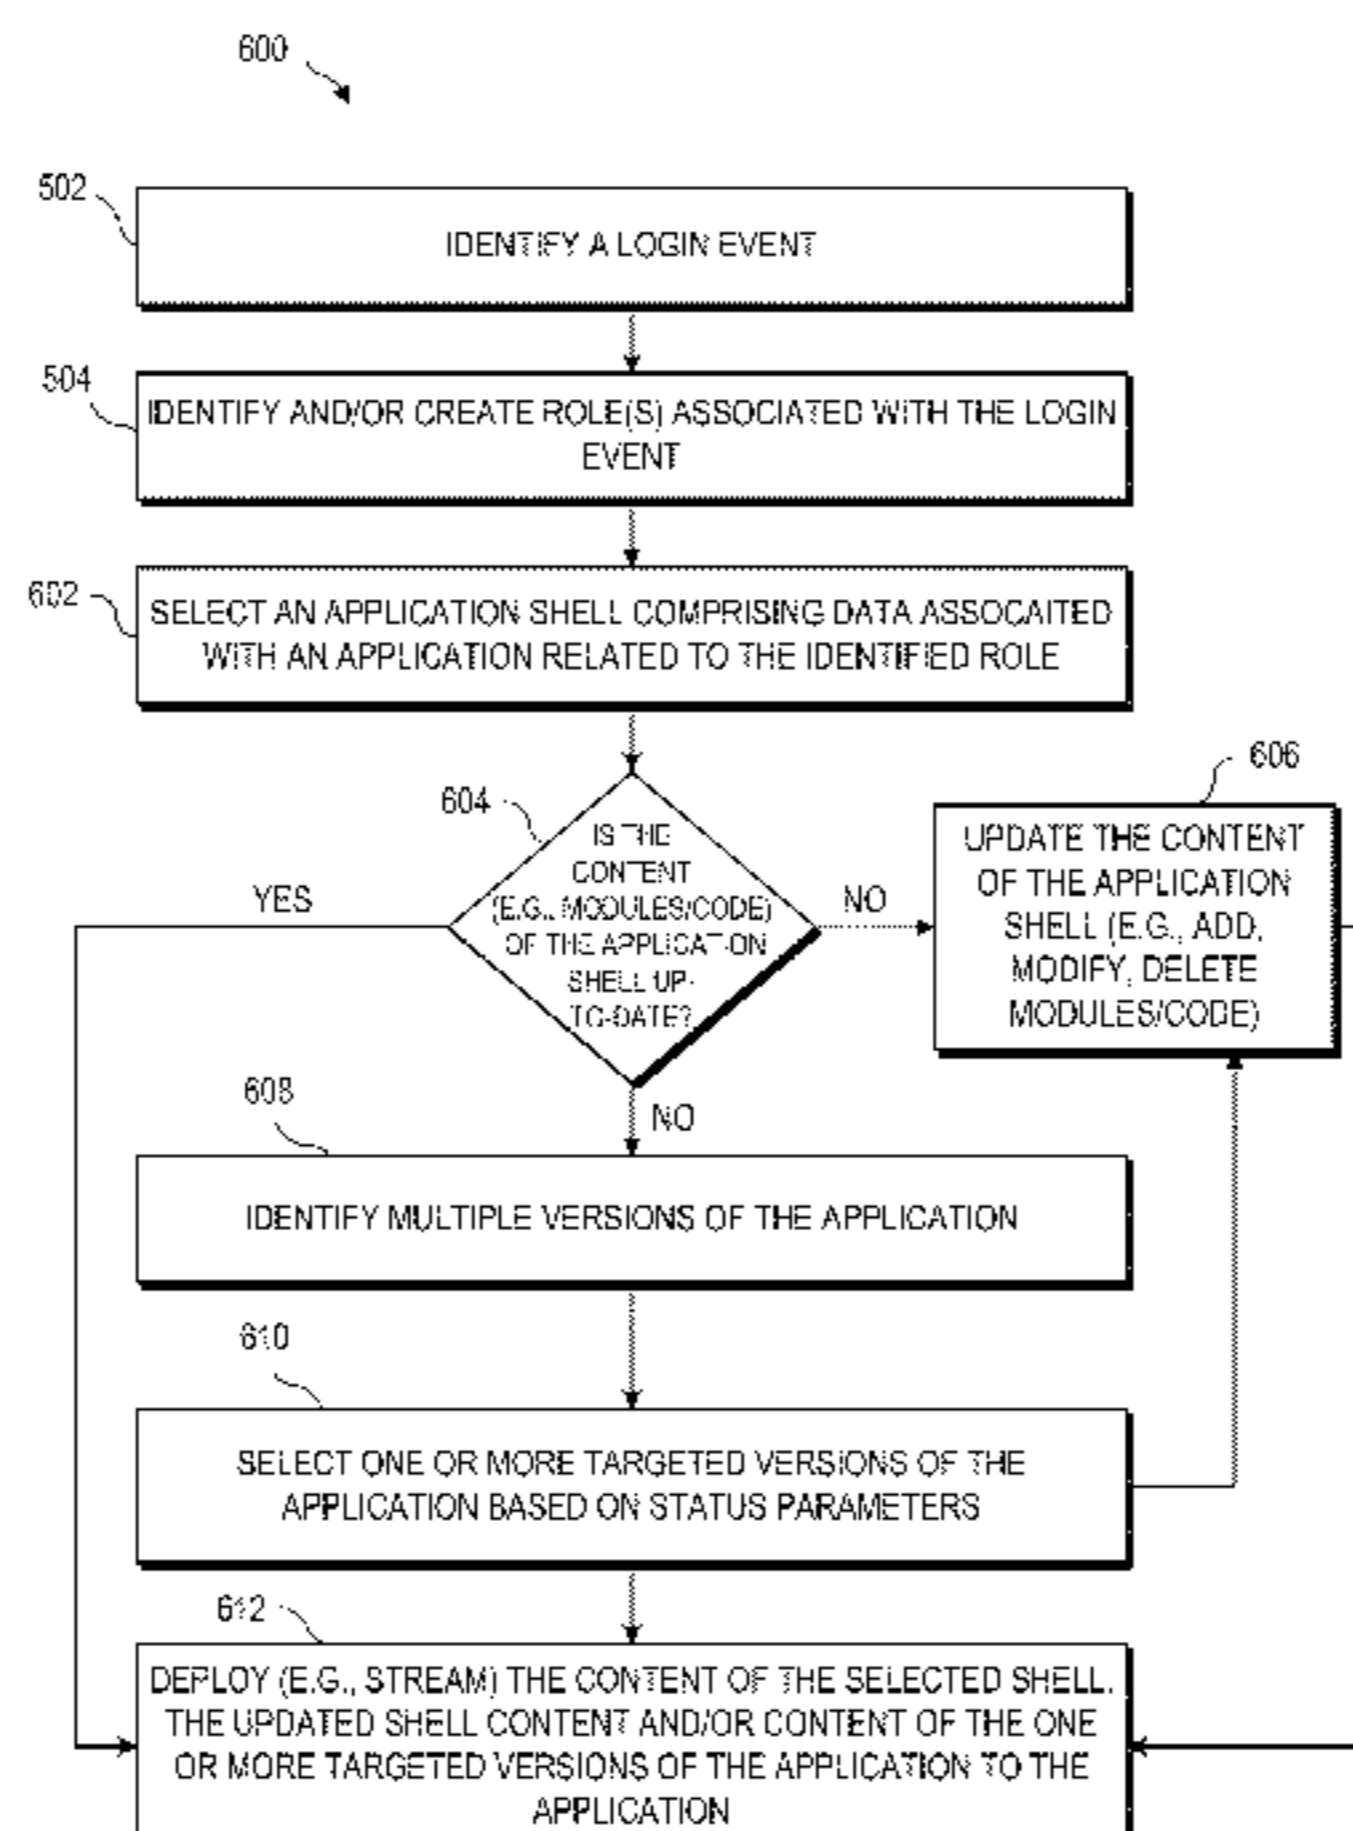 600
502
IDENTIFY A LOGIN EVENT
504
IDENTIFY AND/OR CREATE ROLE(S) ASSOCIATED WITH THE LOGIN
EVENT
602
SELECT AN APPLICATION SHELL COMPRISING DATA ASSOCAITED
WITH AN APPLICATION RELATED TO THE IDENTIFIED ROLE
604
IS THE
CONTENT
(E.G., MODULES/CODE)
OF THE APPLICATION
SHELL UP-
TO-DATE?
YES
NO
606
UPDATE THE CONTENT
OF THE APPLICATION
SHELL (E.G., ADD,
MODIFY, DELETE
MODULES/CODE)
NO
608
IDENTIFY MULTIPLE VERSIONS OF THE APPLICATION
610
SELECT ONE OR MORE TARGETED VERSIONS OF THE
APPLICATION BASED ON STATUS PARAMETERS
612
DEPLOY (E.G., STREAM) THE CONTENT OF THE SELECTED SHELL,
THE UPDATED SHELL CONTENT AND/OR CONTENT OF THE ONE
OR MORE TARGETED VERSIONS OF THE APPLICATION TO THE
APPLICATION